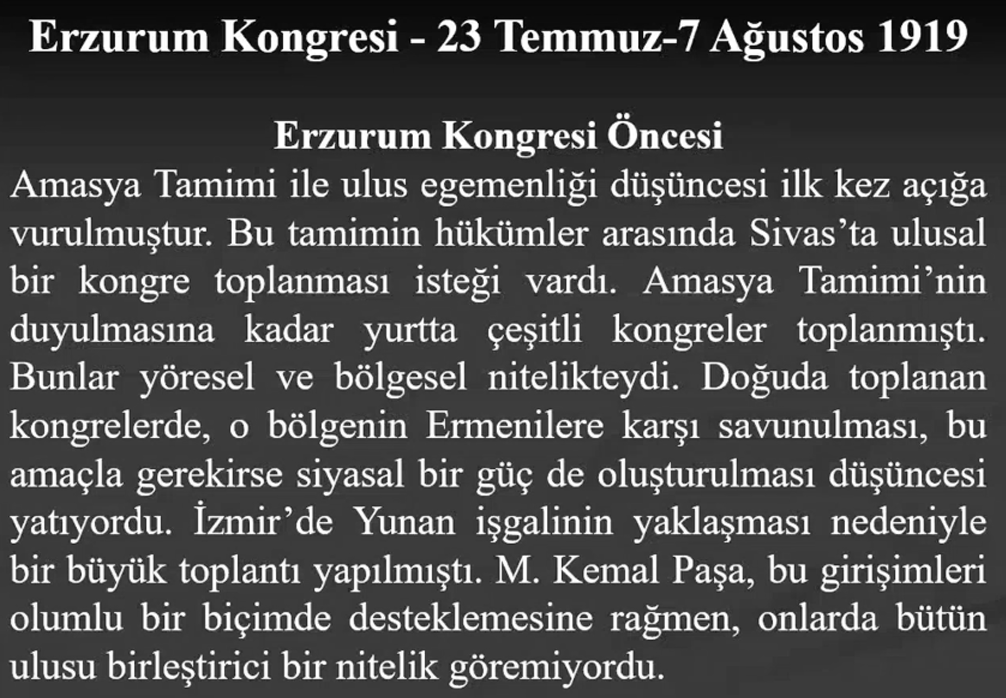 Erzurum Kongresi - 23 Temmuz-7 Ağustos 1919
Erzurum Kongresi Öncesi
Amasya Tamimi ile ulus egemenliği düşüncesi ilk kez açığa
vurulmuştur. Bu tamimin hükümler arasında Sivas’ta ulusal
bir kongre toplanması isteği vardı. Amasya Tamimi’nin
duyulmasına kadar yurtta çeşitli kongreler toplanmıştı.
Bunlar yöresel ve bölgesel nitelikteydi. Doğuda toplanan
kongrelerde, o bölgenin Ermenilere karşı savunulması, bu
amaçla gerekirse siyasal bir güç de oluşturulması düşüncesi
yatıyordu. İzmir’de Yunan işgalinin yaklaşması nedeniyle
bir büyük toplantı yapılmıştı. M. Kemal Paşa, bu girişimleri
olumlu bir biçimde desteklemesine rağmen, onlarda bütün
ulusu birleştirici bir nitelik göremiyordu.